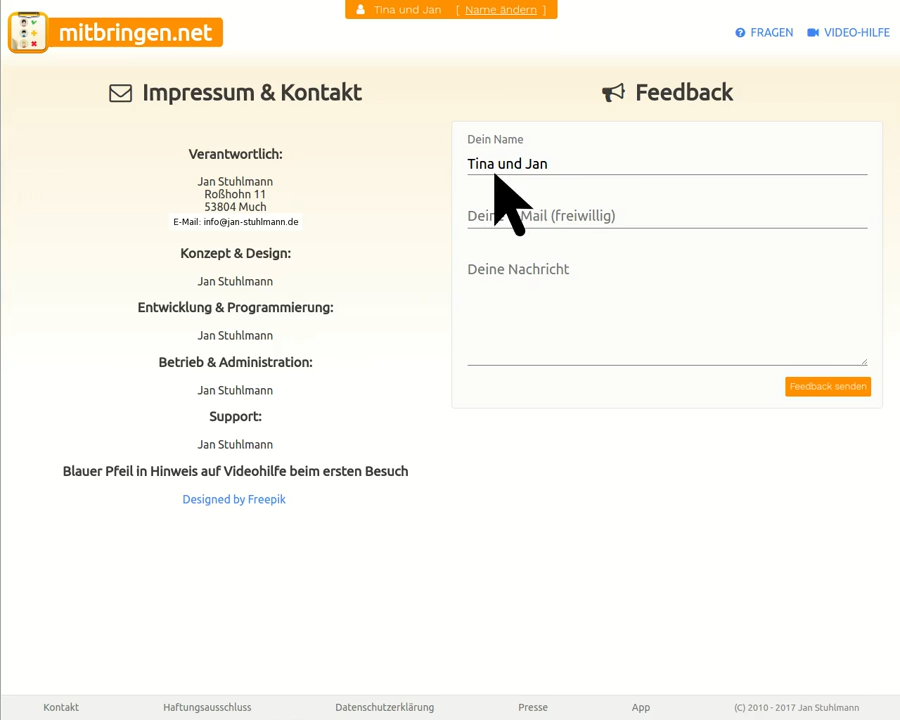 Tina und Jan [ Name ändern ]
mitbringen.net
FRAGEN VIDEO-HILFE
Impressum & Kontakt
Verantwortlich:
Jan Stuhlmann
Roßhohn 11
53804 Much
E-Mail: info@jan-stuhlmann.de
Konzept & Design:
Jan Stuhlmann
Entwicklung & Programmierung:
Jan Stuhlmann
Betrieb & Administration:
Jan Stuhlmann
Support:
Jan Stuhlmann
Blauer Pfeil in Hinweis auf Videohilfe beim ersten Besuch
Designed by Freepik
Feedback
Dein Name
Tina und Jan
Mail (freiwillig)
Deine Nachricht
Feedback senden
Kontakt Haftungsausschluss Datenschutzerklärung Presse App (C) 2010 - 2017 Jan Stuhlmann